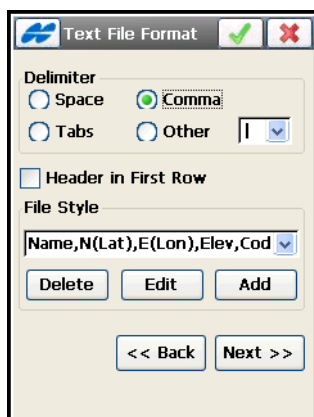 Text File Format
Delimiter
Space Comma
Tabs Other |
Header in First Row
File Style
Name,N(Lat),E(Lon),Elev,Cod
Delete Edit Add
<< Back Next >>